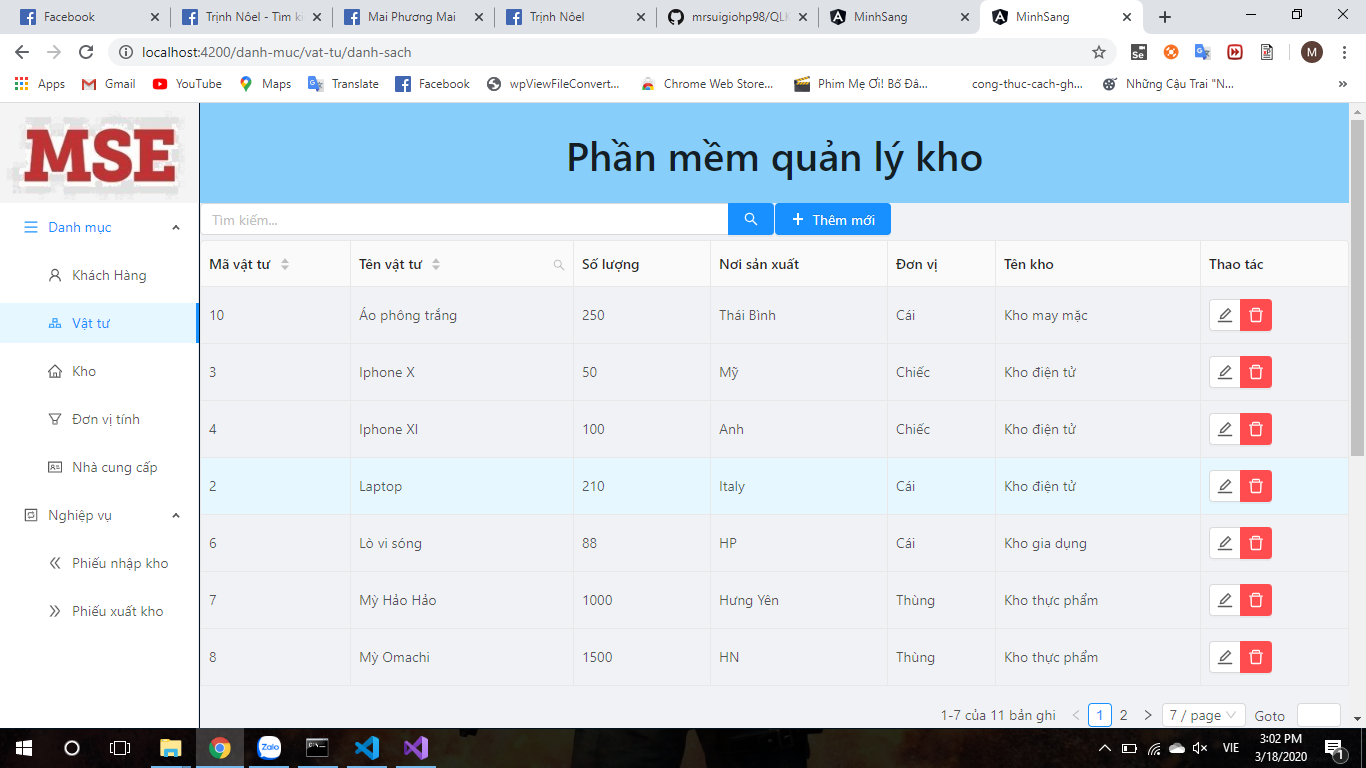 Facebook
Trịnh Nôel - Tìm ki
Mai Phương Mai
Trịnh Nôel
mrsuigiohp98/QLK
MinhSang
MinhSang
localhost:4200/danh-muc/vat-tu/danh-sach
M
Apps Gmail YouTube Maps Translate Facebook wpViewFileConvert... Chrome Web Store... Phim Mẹ Ơi! Bố Đâ... cong-thuc-cach-gh... Những Cậu Trai "N... »
MSE
Phần mềm quản lý kho
Danh mục
Khách Hàng
Vật tư
Kho
Đơn vị tính
Nhà cung cấp
Nghiệp vụ
Phiếu nhập kho
Phiếu xuất kho
Tìm kiếm... Thêm mới
Mã vật tư Tên vật tư Số lượng Nơi sản xuất Đơn vị Tên kho Thao tác
10 Áo phông trắng 250 Thái Bình Cái Kho may mặc
3 Iphone X 50 Mỹ Chiếc Kho điện tử
4 Iphone XI 100 Anh Chiếc Kho điện tử
2 Laptop 210 Italy Cái Kho điện tử
6 Lò vi sóng 88 HP Cái Kho gia dụng
7 Mỳ Hảo Hảo 1000 Hưng Yên Thùng Kho thực phẩm
8 Mỳ Omachi 1500 HN Thùng Kho thực phẩm
1-7 của 11 bản ghi < 1 2 > 7 / page Goto
Zalo
VIE
3:02 PM
3/18/2020
1